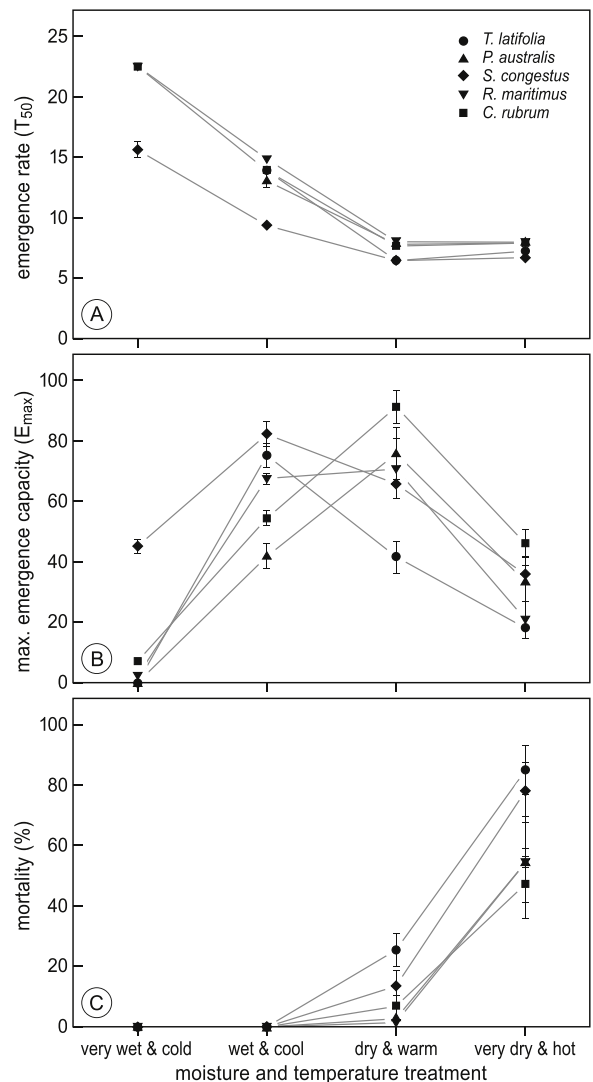 25
20
15
10
5
0
emergence rate (T50)
T. latifolia
P. australis
S. congestus
R. maritimus
C. rubrum
A
100
80
60
40
20
0
max. emergence capacity (Emax)
B
100
80
60
40
20
0
mortality (%)
C
very wet & cold wet & cool dry & warm very dry & hot
moisture and temperature treatment